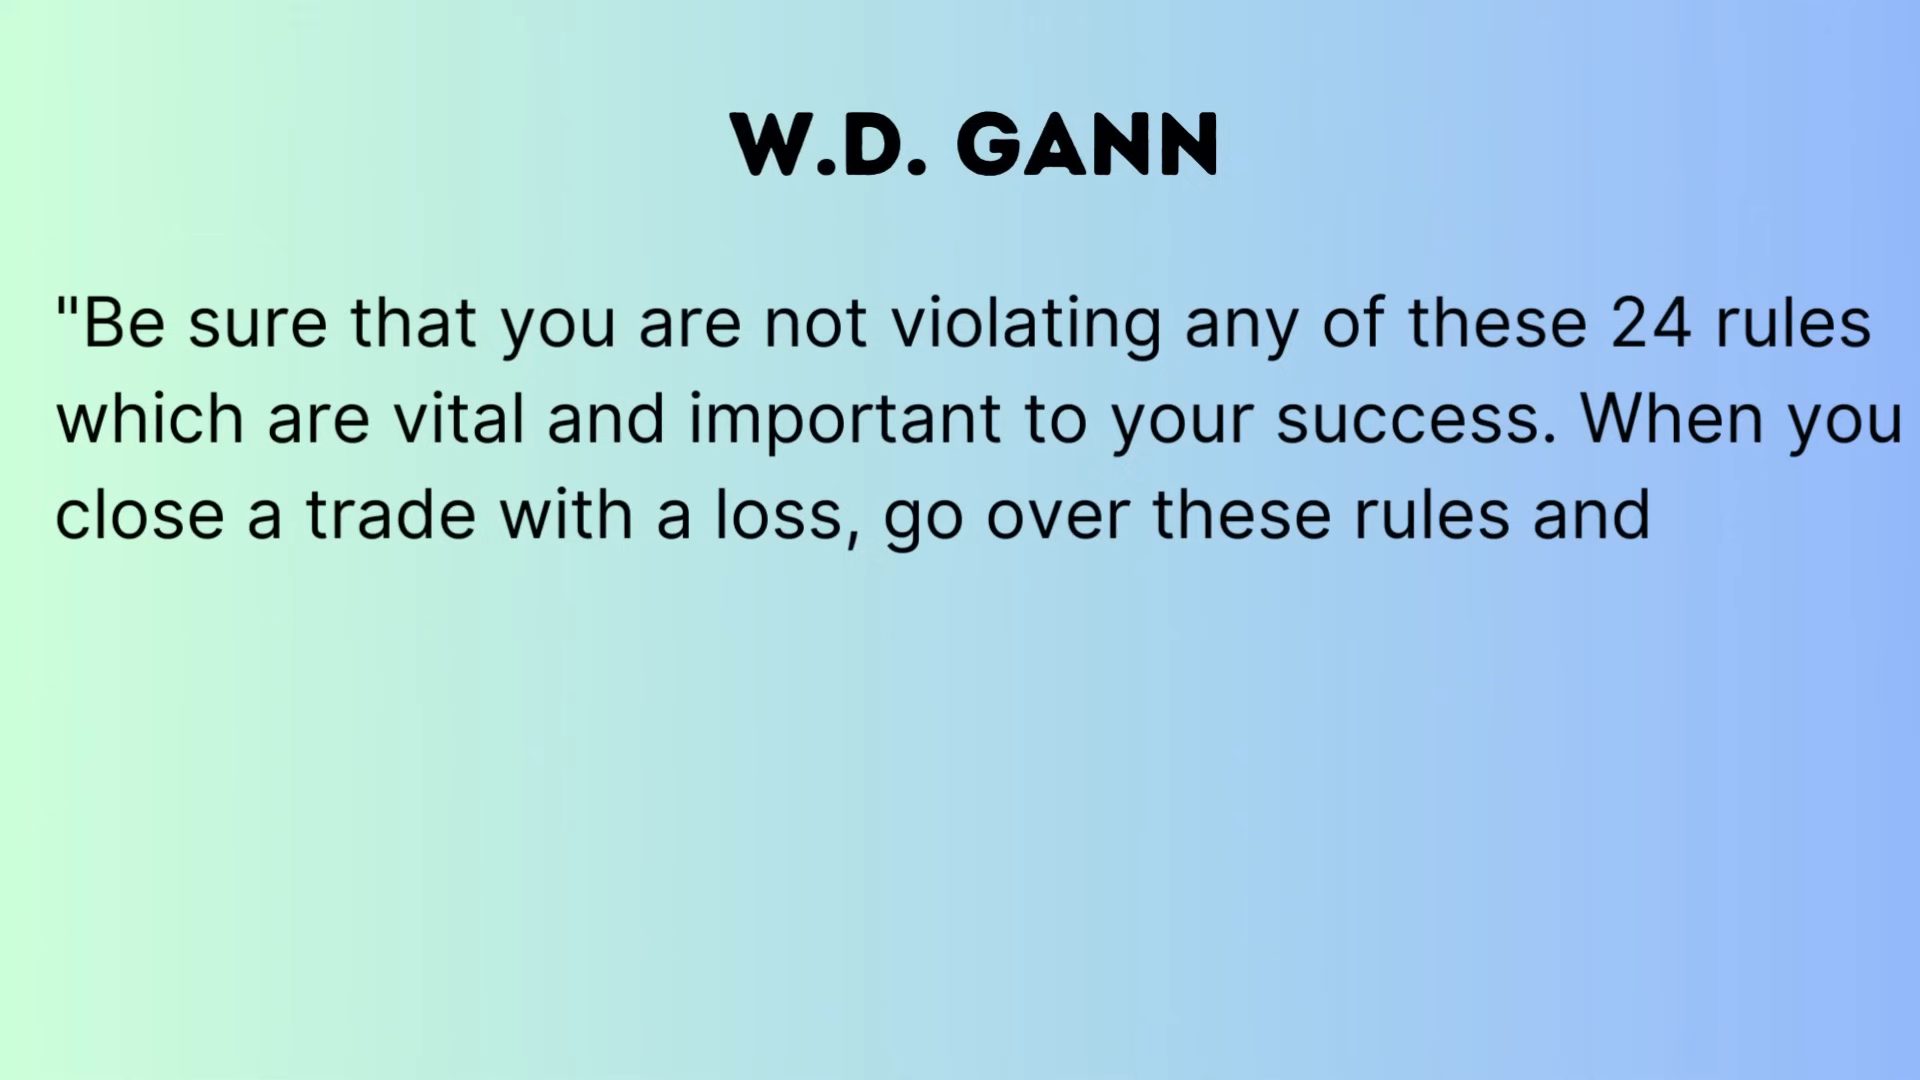 W.D. GANN
"Be sure that you are not violating any of these 24 rules
which are vital and important to your success. When you
close a trade with a loss, go over these rules and